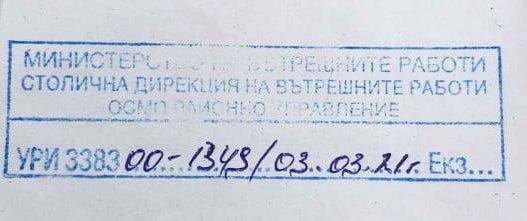 МИНИСТЕРСТВО НА ВЪТРЕШНИТЕ РАБОТИ
СТОЛИЧНА ДИРЕКЦИЯ НА ВЪТРЕШНИТЕ РАБОТИ
ОСМО РАЙОННО УПРАВЛЕНИЕ
УРИ 3383 00-1349/03.03.21г. Екз...